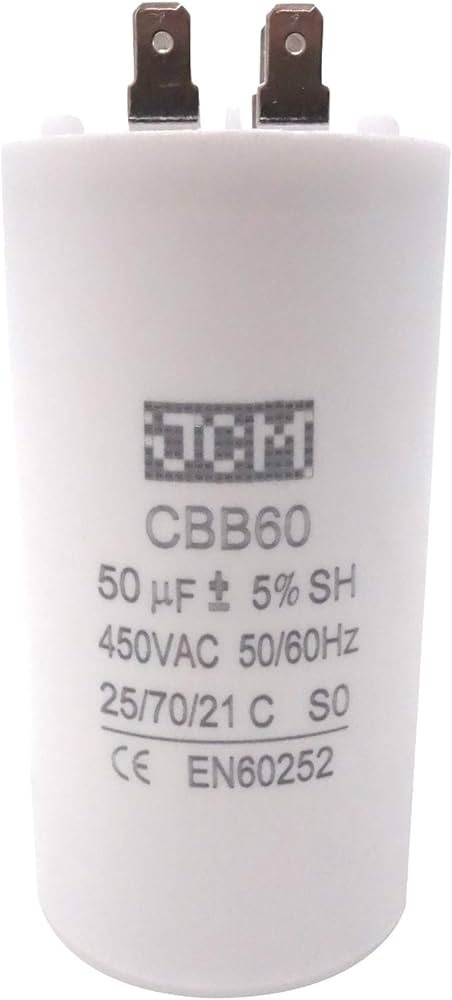 JCM
CBB60
50 μF ± 5% SH
450VAC 50/60Hz
25/70/21 C S0
CE EN60252